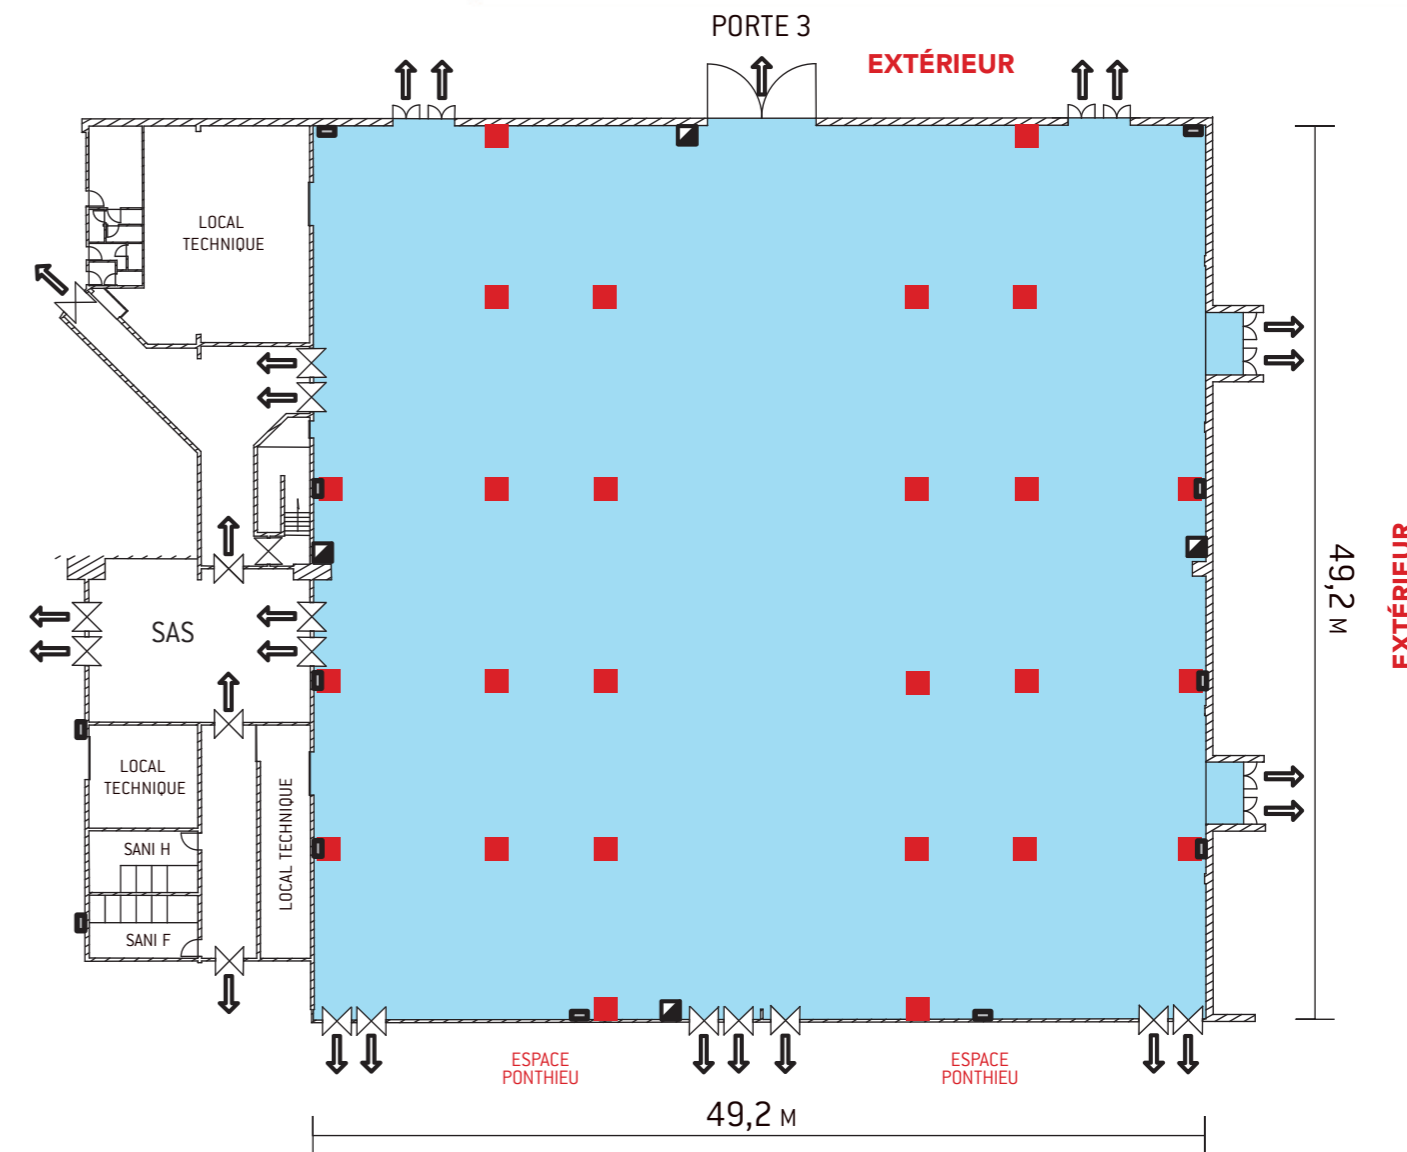 PORTE 3
EXTÉRIEUR
LOCAL
TECHNIQUE
49,2 M
EXTÉRIEUR
SAS
LOCAL
TECHNIQUE
LOCAL TECHNIQUE
SANI H
SANI F
ESPACE
PONTHIEU
ESPACE
PONTHIEU
49,2 M